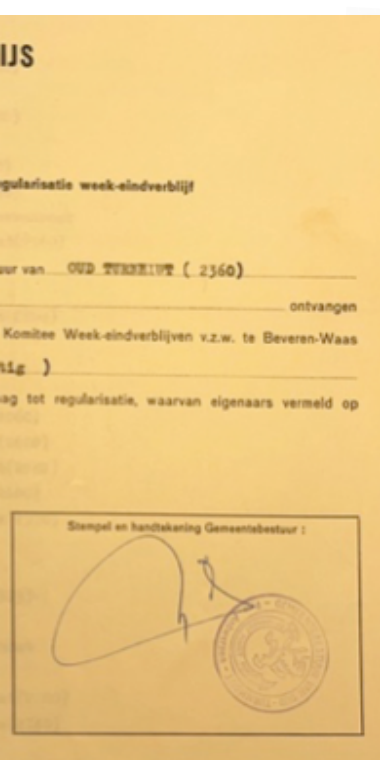 IJS
gularisatie week-eindverblijf
uur van OUD TURNHOUT ( 2360)
ontvangen
Komitee Week-eindverblijven v.z.w. te Beveren-Waas
tig )
ag tot regularisatie, waarvan eigenaars vermeld op
Stempel en handtekening Gemeentebestuur :